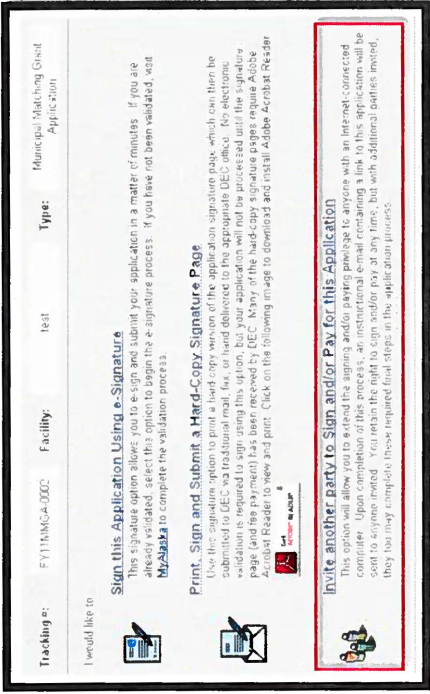 Tracking #: FY11MMGA-0002 Facility: Test Type: Municipal Matching Grant
Application
I would like to
Sign this Application Using e-Signature
This signature option allows you to e-sign and submit your application in a matter of minutes. If you are
already validated, select this option to begin the e-signature process. If you have not been validated, visit
MyAlaska to complete the validation process.
Print, Sign and Submit a Hard-Copy Signature Page
Use this signature option to print a hard copy version of the application signature page which can then be
submitted to DEC via traditional mail, fax, or hand delivered to the appropriate DEC office. No electronic
validation is required to sign using this option, but your application will not be processed until the signature
page (and fee payment) has been received by DEC. Many of the hard-copy signature pages require Adobe
Acrobat Reader to view and print. Click on the following image to download and install Adobe Acrobat Reader
Get
ADOBE READER
Invite another party to Sign and/or Pay for this Application
This option will allow you to extend the signing and/or paying privilege to anyone with an Internet-connected
computer. Upon completion of this process, an instructional e-mail containing a link to this application will be
sent to anyone invited. You retain the right to sign and/or pay at any time, but with additional parties invited,
they too may complete these required final steps in the application process